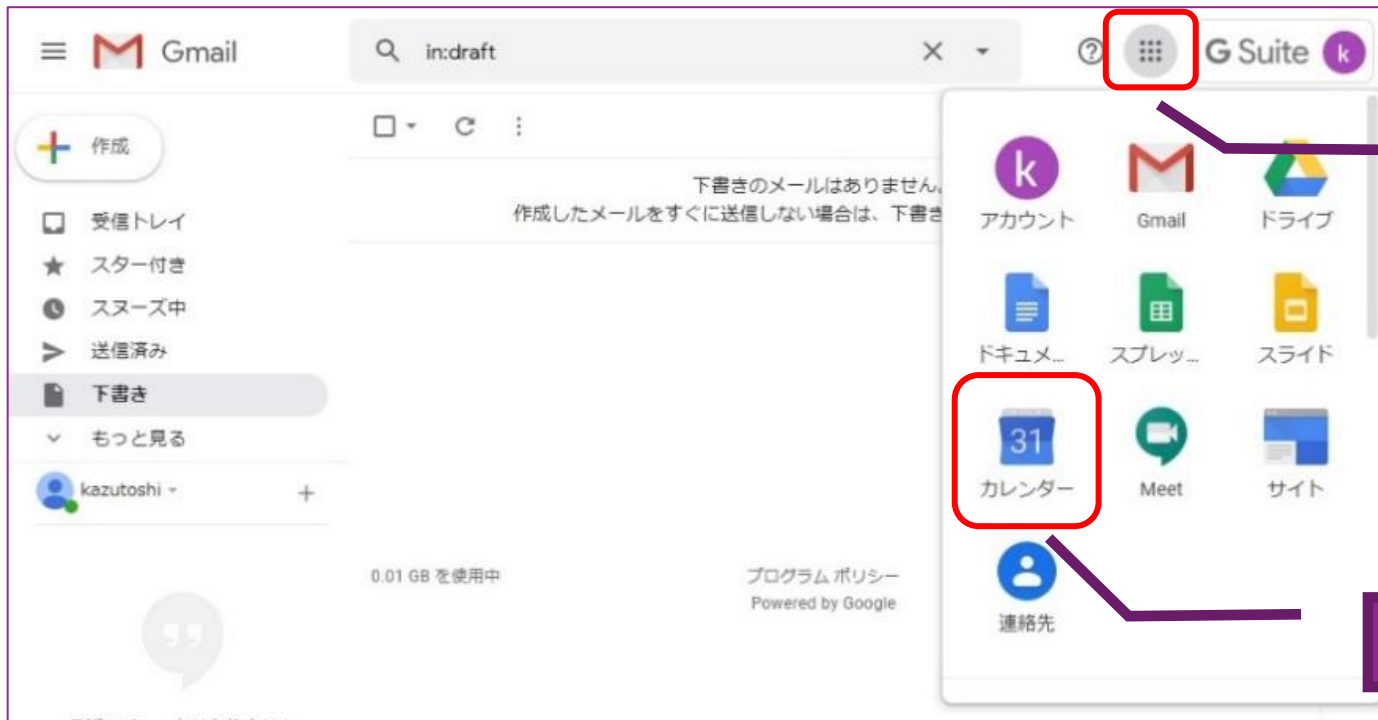 Gmail
in:draft
G Suite
k
作成
下書きのメールはありません。
作成したメールをすぐに送信しない場合は、下書き
受信トレイ
スター付き
スヌーズ中
送信済み
下書き
もっと見る
kazutoshi
0.01 GB を使用中
プログラム ポリシー
Powered by Google
k
アカウント
Gmail
ドライブ
ドキュメ...
スプレッ...
スライド
31
カレンダー
Meet
サイト
連絡先